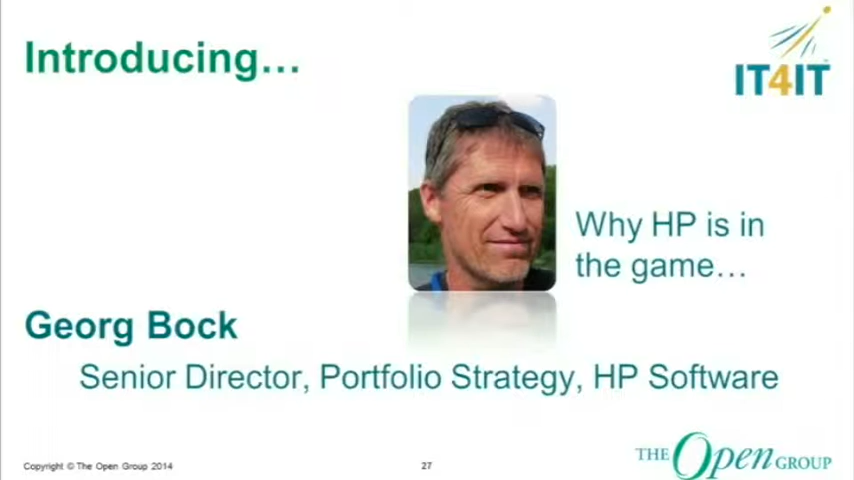 Introducing...
IT4IT
Why HP is in
the game...
Georg Bock
Senior Director, Portfolio Strategy, HP Software
Copyright © The Open Group 2014
27
THE Open GROUP